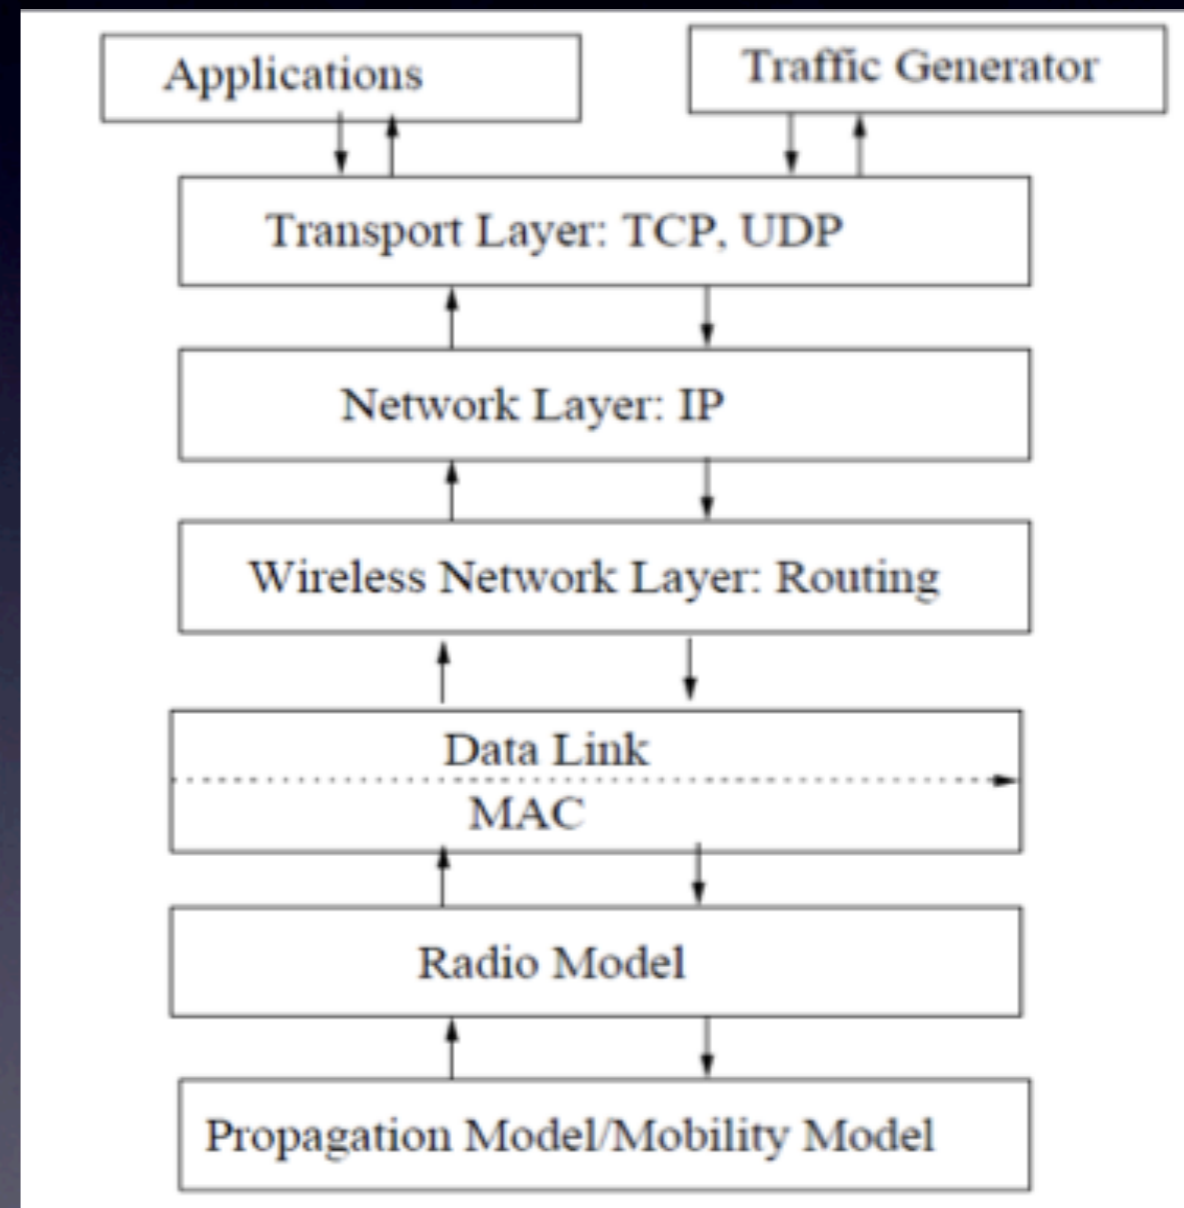 Applications
Traffic Generator
Transport Layer: TCP, UDP
Network Layer: IP
Wireless Network Layer: Routing
Data Link
MAC
Radio Model
Propagation Model/Mobility Model